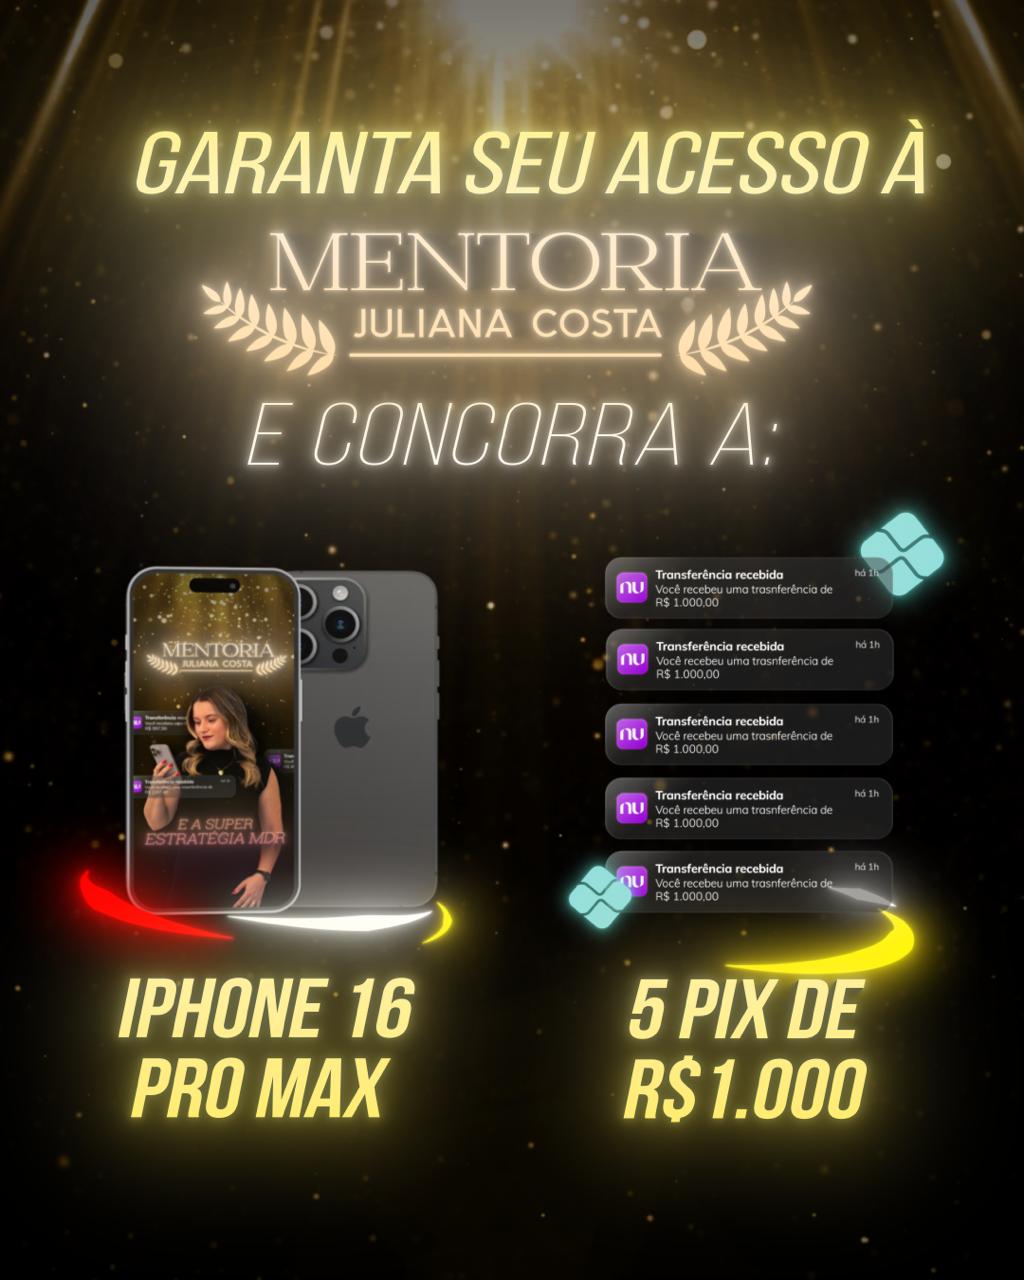 GARANTA SEU ACESSO À
MENTORIA
JULIANA COSTA
E CONCORRA A:
MENTORIA
JULIANA COSTA
E A SUPER
ESTRATÉGIA MDR
Transferência recebida
há 1h
Você recebeu uma trasnferência de
R$ 1.000,00
nu
Transferência recebida
há 1h
Você recebeu uma trasnferência de
R$ 1.000,00
nu
Transferência recebida
há 1h
Você recebeu uma trasnferência de
R$ 1.000,00
nu
Transferência recebida
há 1h
Você recebeu uma trasnferência de
R$ 1.000,00
nu
Transferência recebida
há 1h
Você recebeu uma trasnferência de
R$ 1.000,00
nu
IPHONE 16
PRO MAX
5 PIX DE
R$1.000